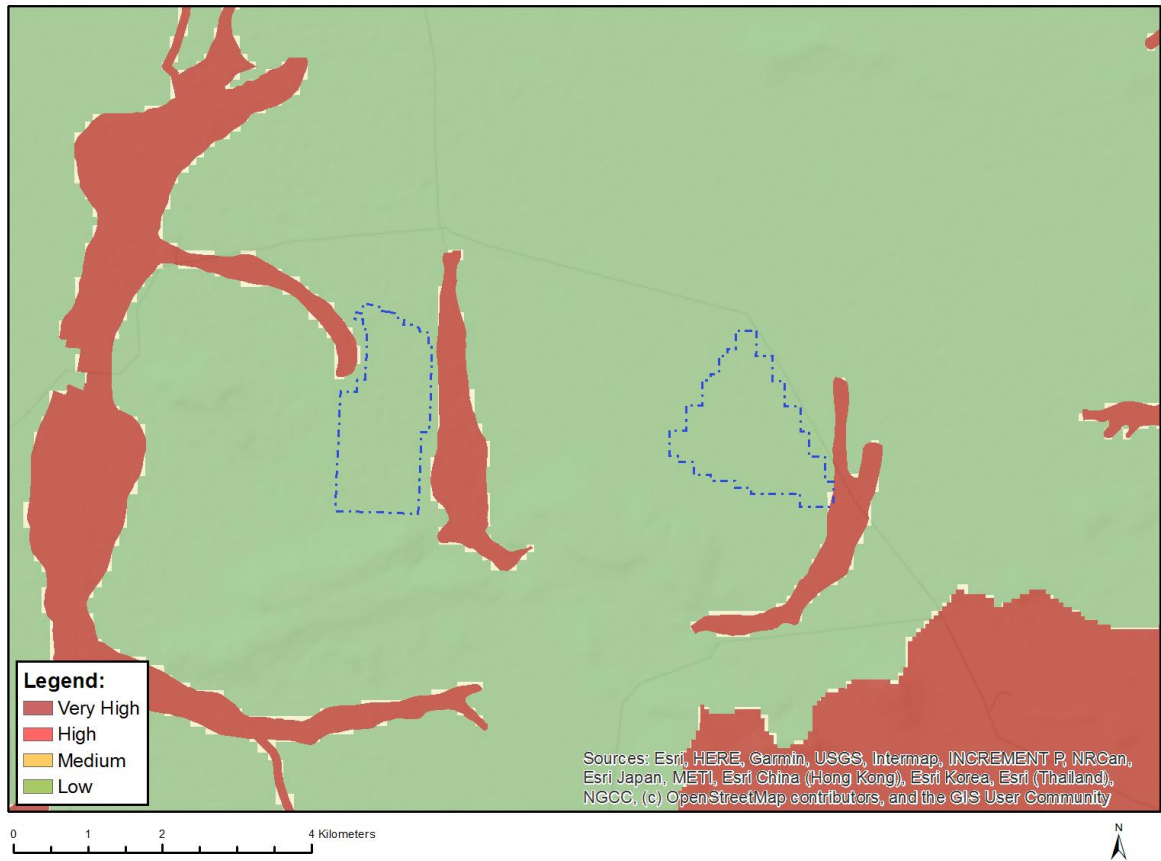 Legend:
Very High
High
Medium
Low
Sources: Esri, HERE, Garmin, USGS, Intermap, INCREMENT P, NRCan,
Esri Japan, METI, Esri China (Hong Kong), Esri Korea, Esri (Thailand),
NGCC, (c) OpenStreetMap contributors, and the GIS User Community
0 1 2 4 Kilometers
N